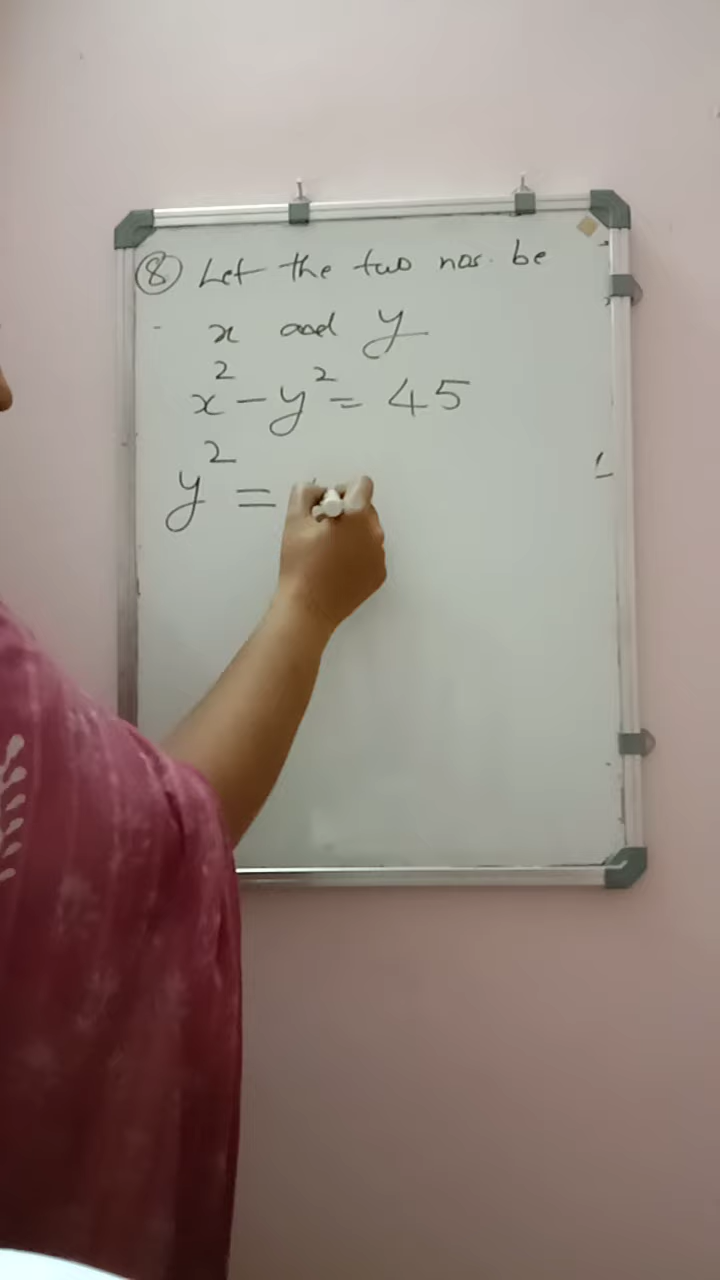 ⑧ Let the two nos. be
x and y
x² - y² = 45
y² =